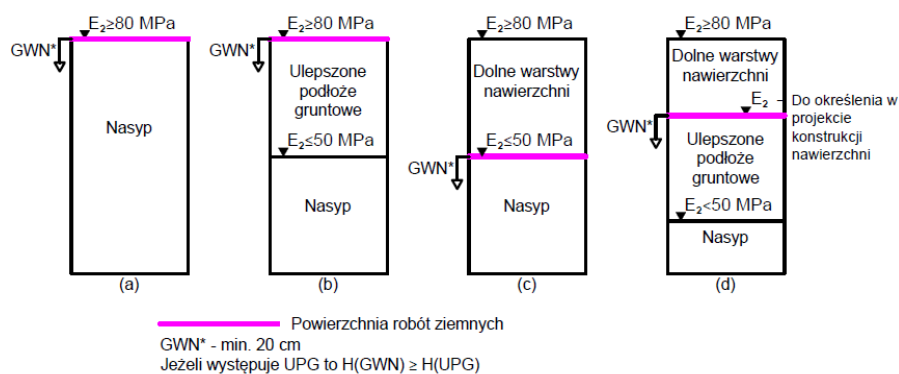 E₂≥80 MPa
GWN*
Nasyp
(a)
E₂≥80 MPa
GWN*
Ulepszone
podłoże
gruntowe
E₂≤50 MPa
Nasyp
(b)
E₂≥80 MPa
Dolne warstwy
nawierzchni
E₂≤50 MPa
GWN*
Nasyp
(c)
E₂≥80 MPa
Dolne warstwy
nawierzchni
E₂ - Do określenia w
projekcie
konstrukcji
nawierzchni
GWN*
Ulepszone
podłoże
gruntowe
E₂<50 MPa
Nasyp
(d)
Powierzchnia robót ziemnych
GWN* - min. 20 cm
Jeżeli występuje UPG to H(GWN) ≥ H(UPG)